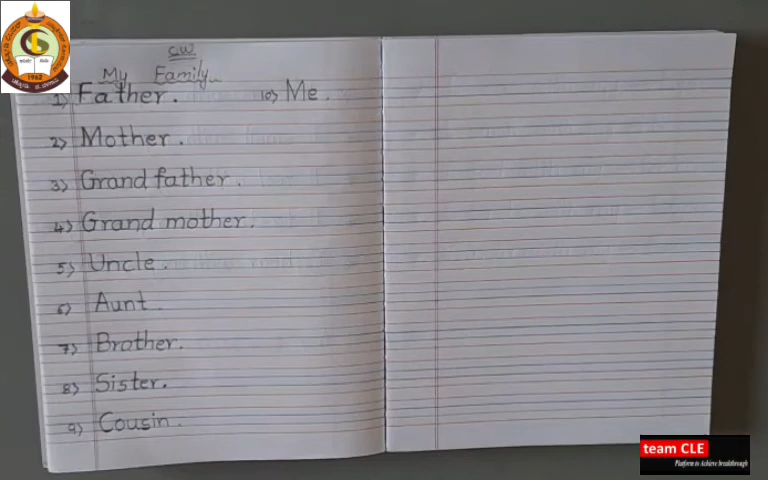 CW
My Family
1) Father. 10) Me.
2) Mother.
3) Grand father.
4) Grand mother.
5) Uncle.
6) Aunt
7) Brother.
8) Sister.
9) Cousin.
1962
team CLE
Platform to Achieve breakthrough